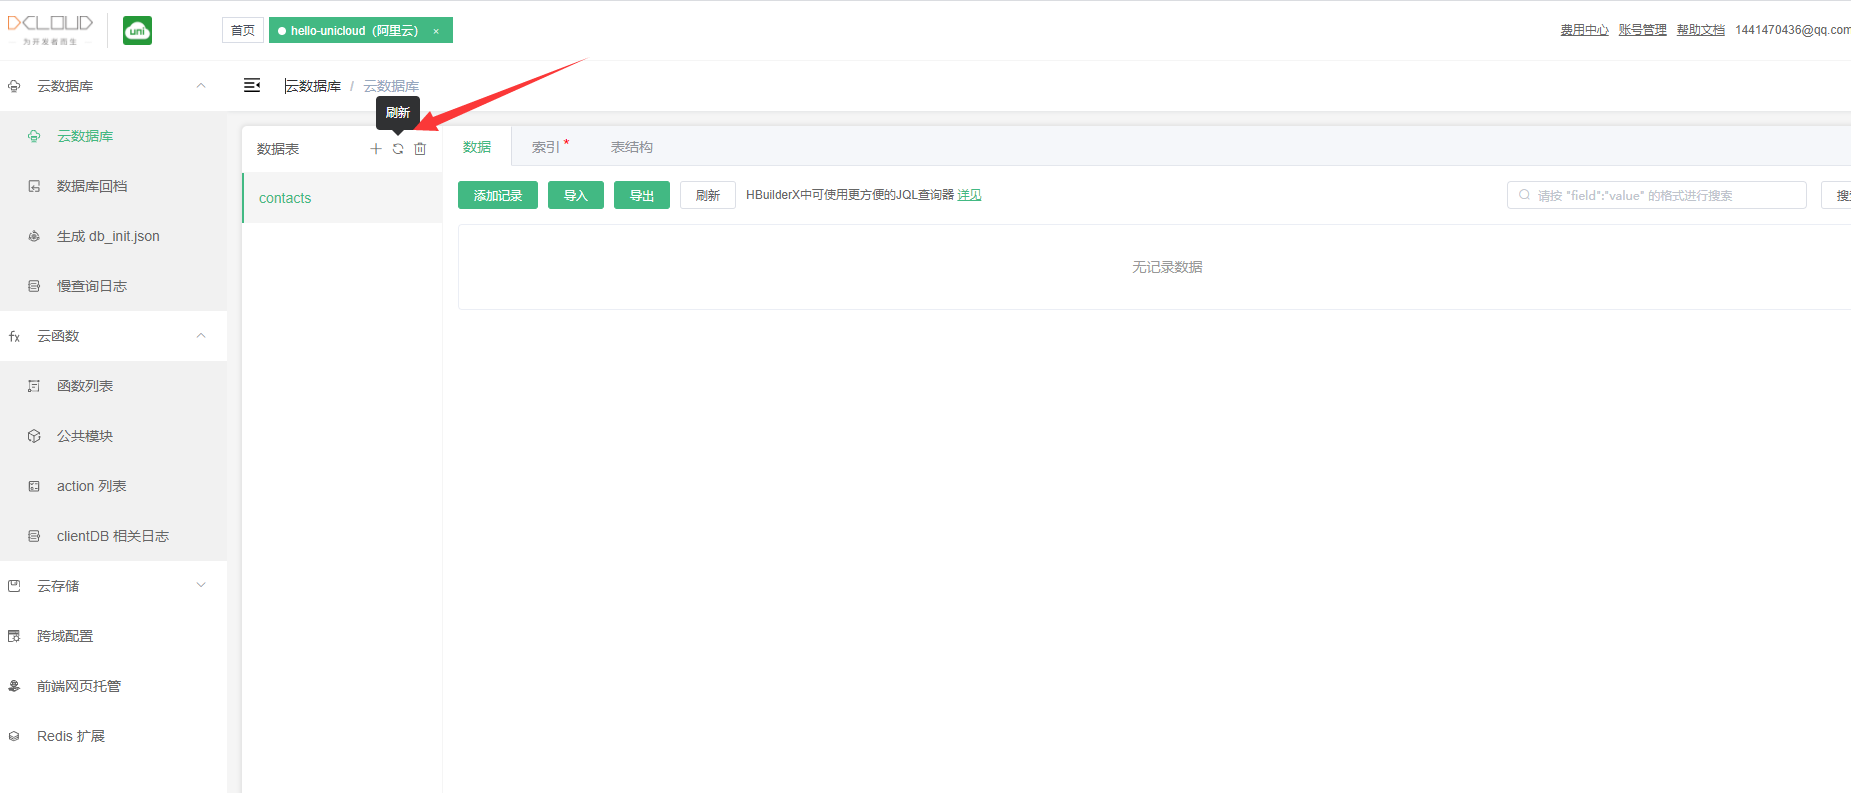 DCLOUD
为开发者而生
uni
首页
hello-unicloud（阿里云） ×
费用中心 账号管理 帮助文档 1441470436@qq.com
云数据库
云数据库 / 云数据库
刷新
云数据库
数据库回档
生成 db_init.json
慢查询日志
云函数
函数列表
公共模块
action 列表
clientDB 相关日志
云存储
跨域配置
前端网页托管
Redis 扩展
数据表
contacts
数据 索引 * 表结构
添加记录 导入 导出 刷新 HBuilderX中可使用更方便的JQL查询器 详见
请按 "field":"value" 的格式进行搜索
无记录数据